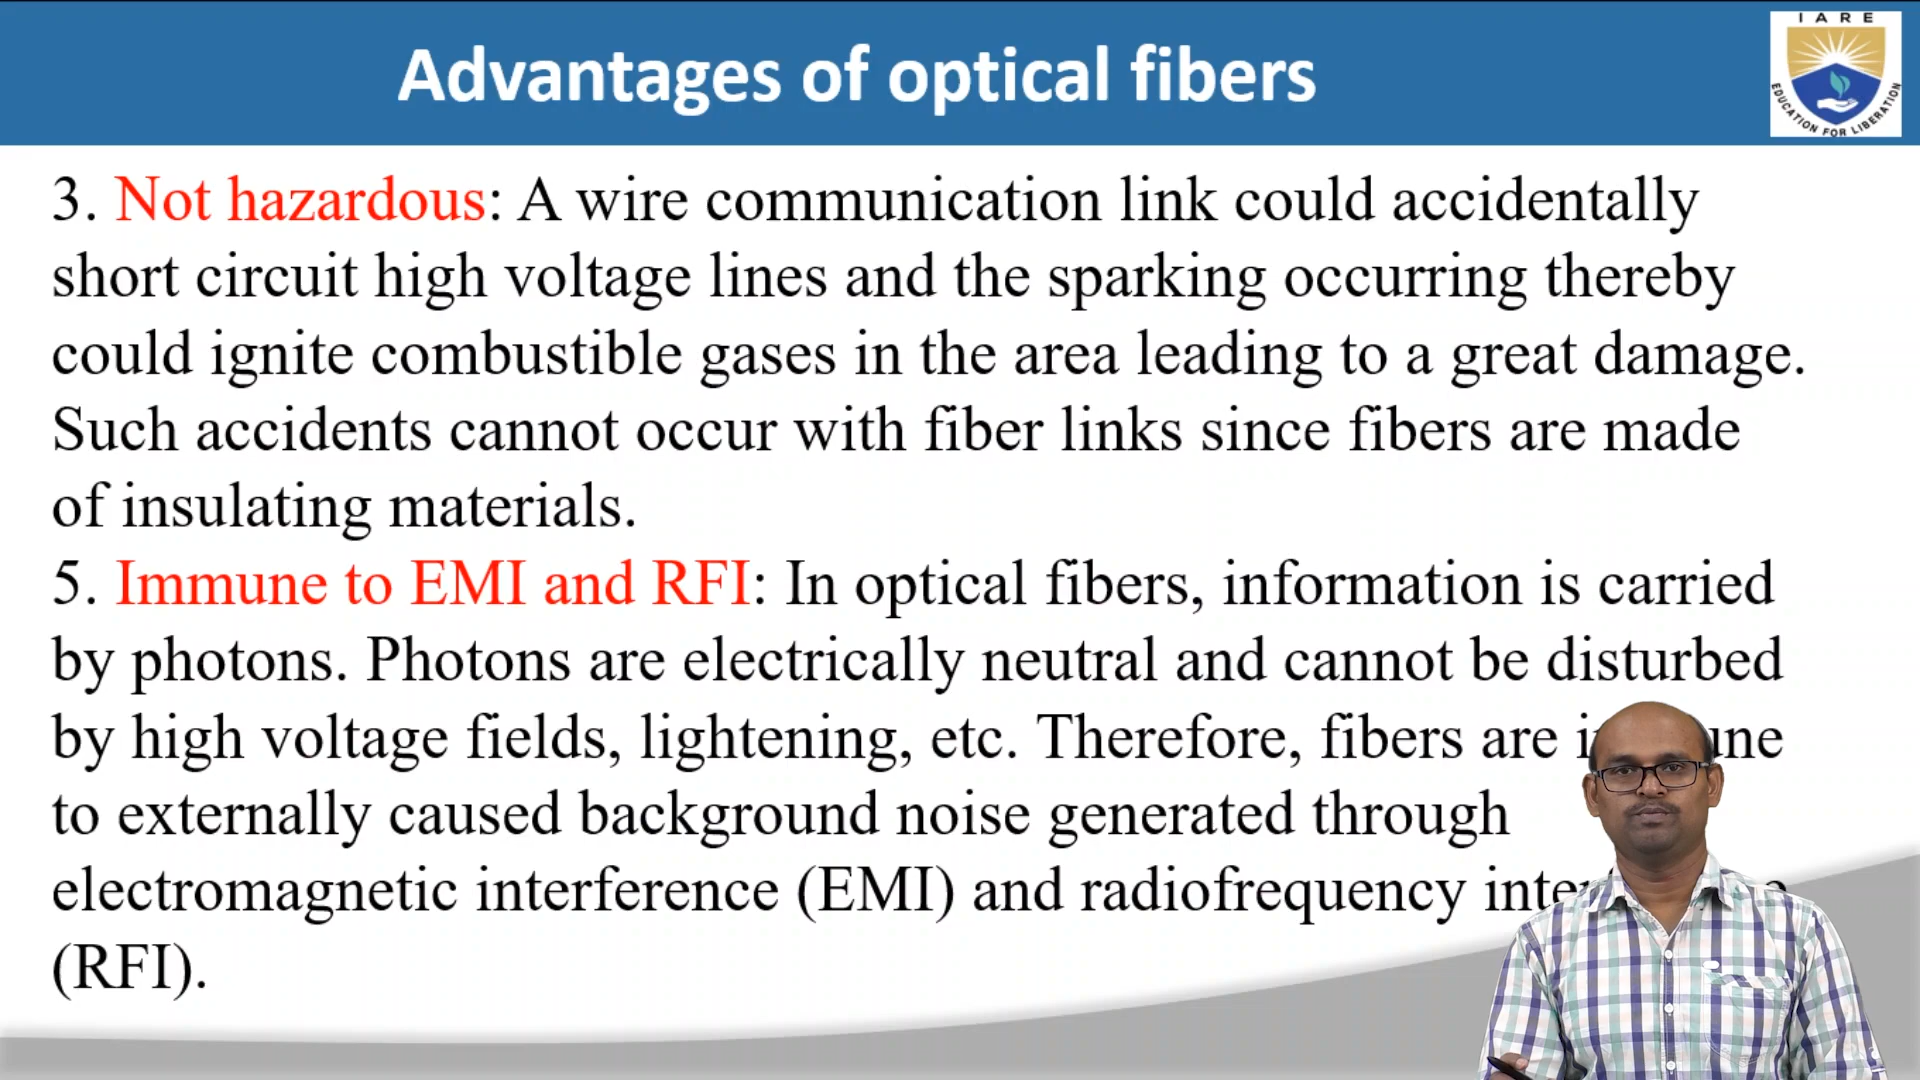 Advantages of optical fibers
IARE
EDUCATION FOR LIBERATION
3. Not hazardous: A wire communication link could accidentally
short circuit high voltage lines and the sparking occurring thereby
could ignite combustible gases in the area leading to a great damage.
Such accidents cannot occur with fiber links since fibers are made
of insulating materials.
5. Immune to EMI and RFI: In optical fibers, information is carried
by photons. Photons are electrically neutral and cannot be disturbed
by high voltage fields, lightening, etc. Therefore, fibers are
to externally caused background noise generated through
electromagnetic interference (EMI) and radiofrequency
(RFI).